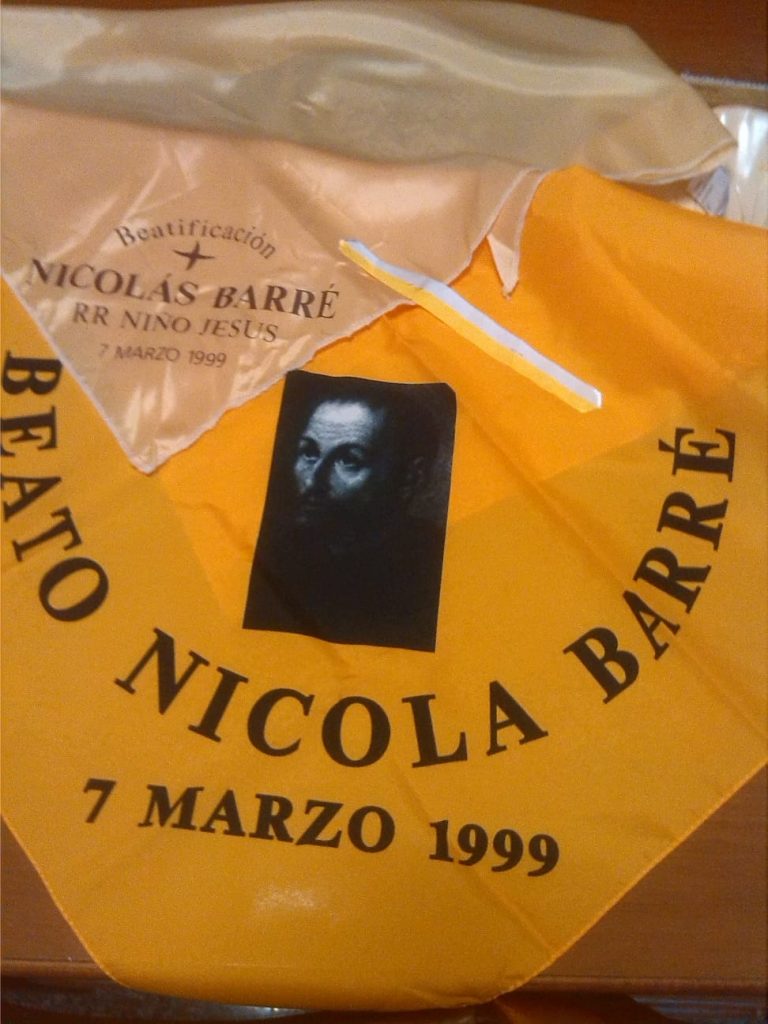 Beatificación
NICOLÁS BARRÉ
RR NIÑO JESUS
7 MARZO 1999
BEATO NICOLA BARRÉ
7 MARZO 1999